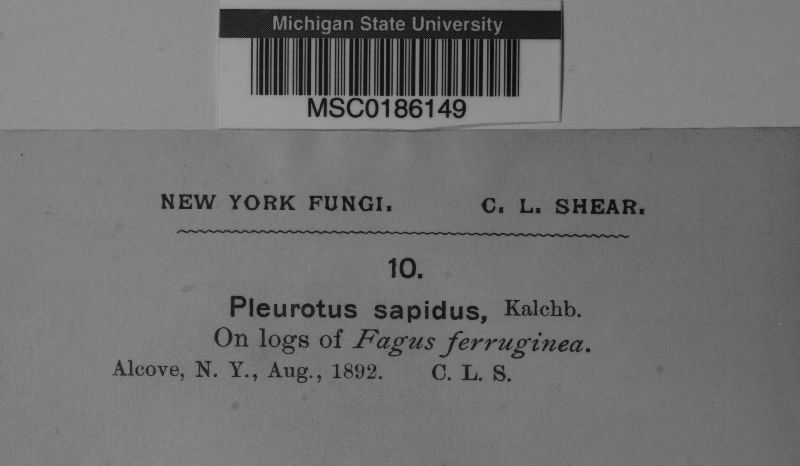 Michigan State University
MSC0186149
NEW YORK FUNGI. C. L. SHEAR.
10.
Pleurotus sapidus, Kalchb.
On logs of Fagus ferruginea.
Alcove, N. Y., Aug., 1892. C. L. S.